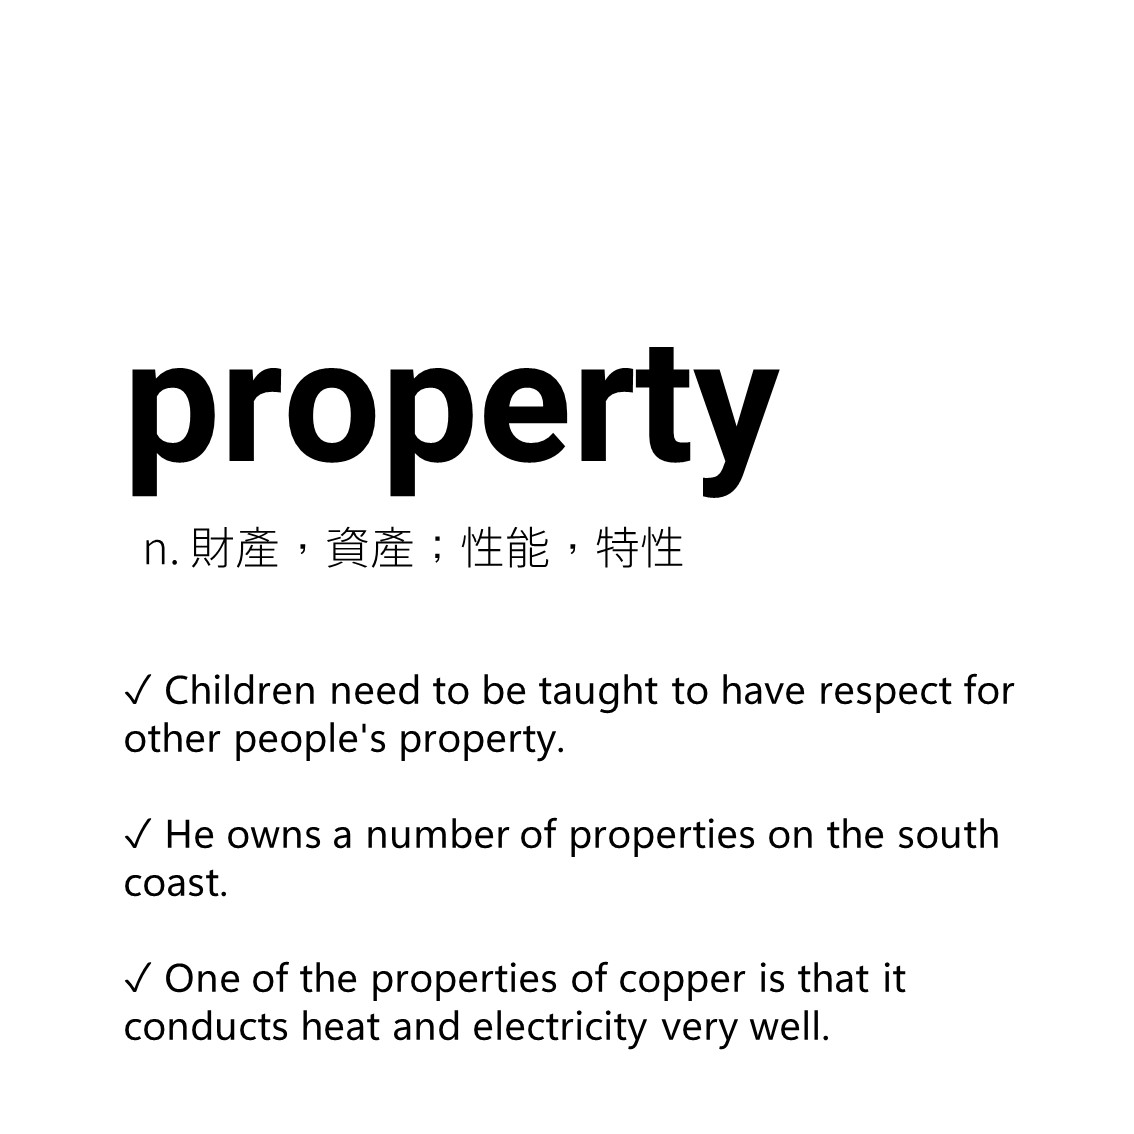 property
n. 財產，資產；性能，特性
✓ Children need to be taught to have respect for
other people's property.
✓ He owns a number of properties on the south
coast.
✓ One of the properties of copper is that it
conducts heat and electricity very well.